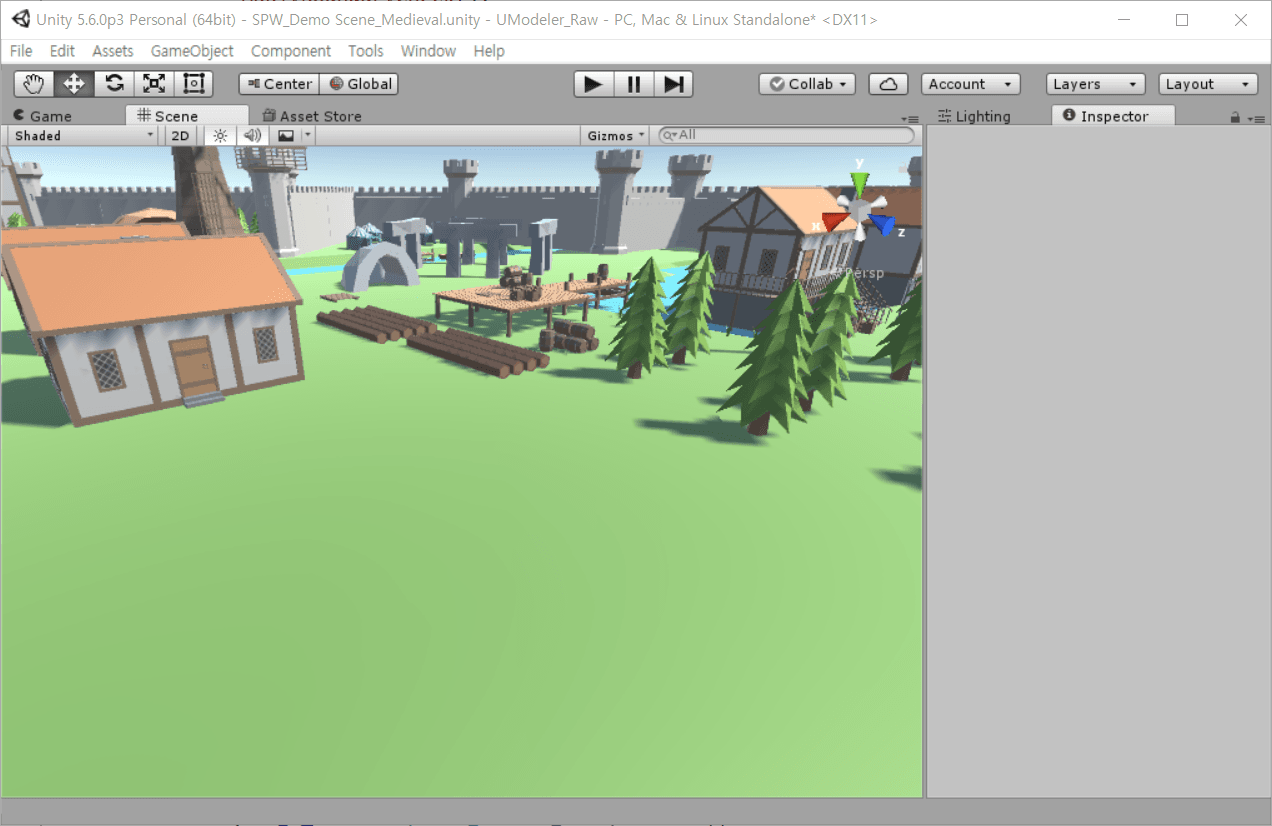 Unity 5.6.0p3 Personal (64bit) - SPW_Demo Scene_Medieval.unity - UModeler_Raw - PC, Mac & Linux Standalone* <DX11>
File Edit Assets GameObject Component Tools Window Help
Center Global Collab Account Layers Layout
Game Scene Asset Store Lighting Inspector
Shaded 2D Gizmos All
y
x z
Persp